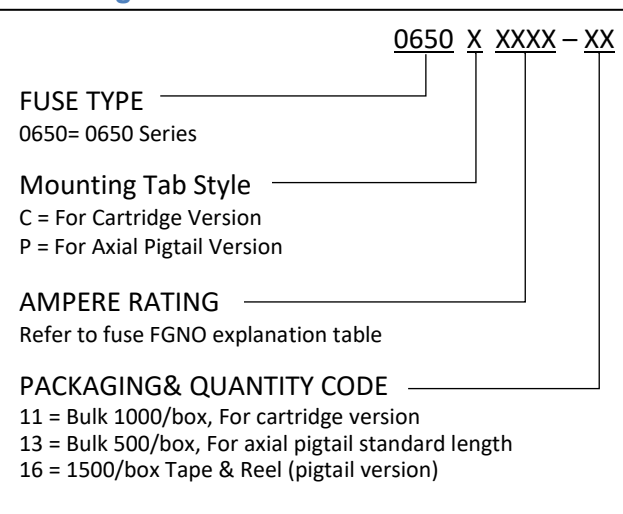 0650 X XXXX – XX
FUSE TYPE
0650= 0650 Series
Mounting Tab Style
C = For Cartridge Version
P = For Axial Pigtail Version
AMPERE RATING
Refer to fuse FGNO explanation table
PACKAGING& QUANTITY CODE
11 = Bulk 1000/box, For cartridge version
13 = Bulk 500/box, For axial pigtail standard length
16 = 1500/box Tape & Reel (pigtail version)